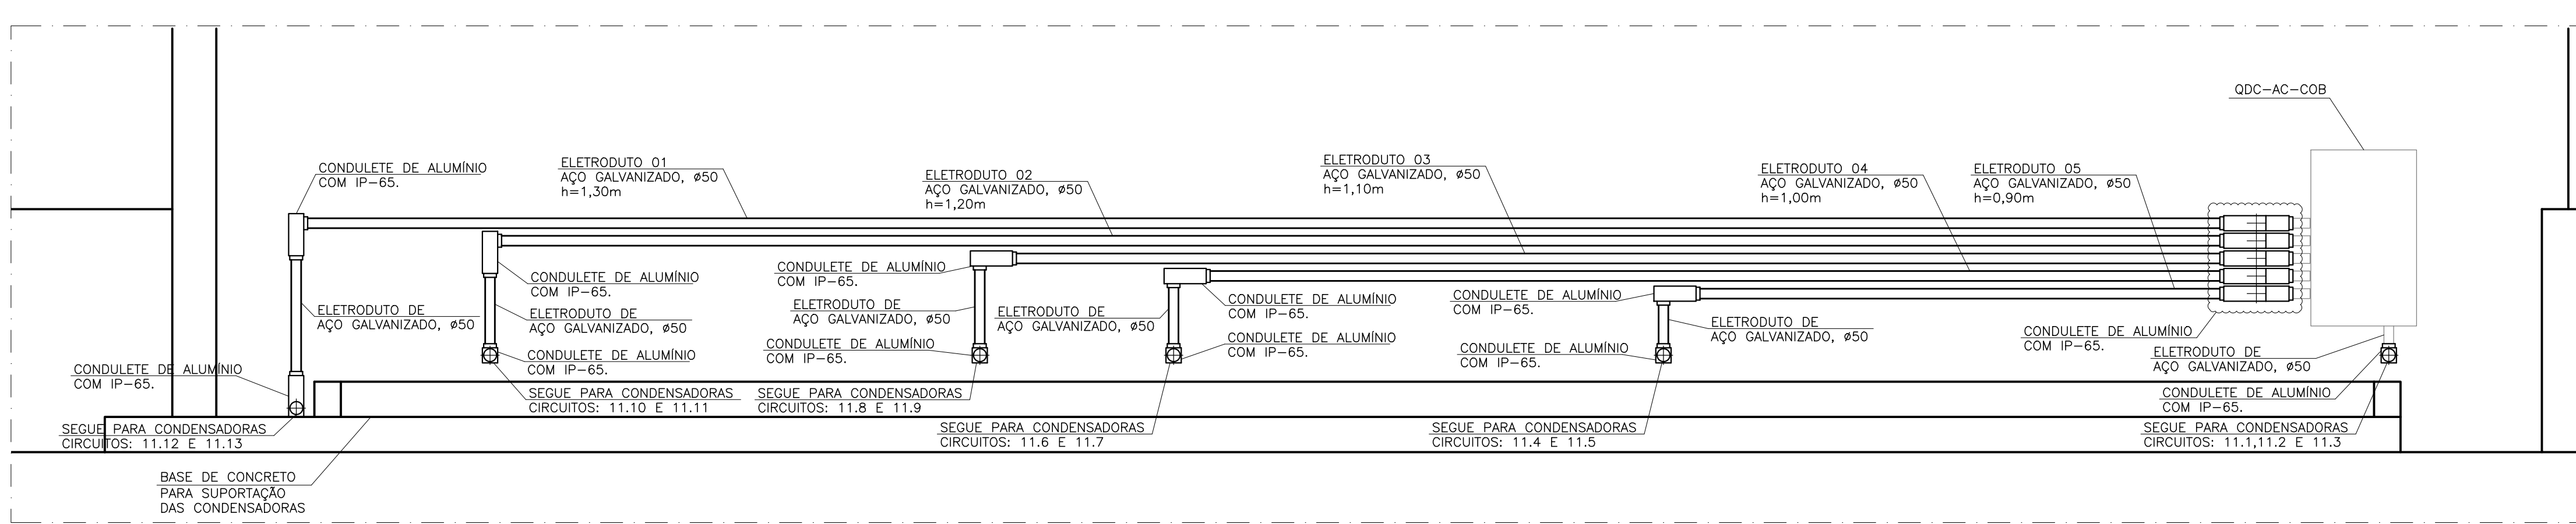 QDC-AC-COB
CONDULETE DE ALUMÍNIO
COM IP-65.
ELETRODUTO 01
AÇO GALVANIZADO, ø50
h=1,30m
ELETRODUTO 02
AÇO GALVANIZADO, ø50
h=1,20m
ELETRODUTO 03
AÇO GALVANIZADO, ø50
h=1,10m
ELETRODUTO 04
AÇO GALVANIZADO, ø50
h=1,00m
ELETRODUTO 05
AÇO GALVANIZADO, ø50
h=0,90m
CONDULETE DE ALUMÍNIO
COM IP-65.
CONDULETE DE ALUMÍNIO
COM IP-65.
CONDULETE DE ALUMÍNIO
COM IP-65.
CONDULETE DE ALUMÍNIO
COM IP-65.
ELETRODUTO DE
AÇO GALVANIZADO, ø50
ELETRODUTO DE
AÇO GALVANIZADO, ø50
ELETRODUTO DE
AÇO GALVANIZADO, ø50
ELETRODUTO DE
AÇO GALVANIZADO, ø50
ELETRODUTO DE
AÇO GALVANIZADO, ø50
CONDULETE DE ALUMÍNIO
COM IP-65.
CONDULETE DE ALUMÍNIO
COM IP-65.
CONDULETE DE ALUMÍNIO
COM IP-65.
CONDULETE DE ALUMÍNIO
COM IP-65.
CONDULETE DE ALUMÍNIO
COM IP-65.
CONDULETE DE ALUMÍNIO
COM IP-65.
ELETRODUTO DE
AÇO GALVANIZADO, ø50
CONDULETE DE ALUMÍNIO
COM IP-65.
SEGUE PARA CONDENSADORAS
CIRCUITOS: 11.12 E 11.13
SEGUE PARA CONDENSADORAS
CIRCUITOS: 11.10 E 11.11
SEGUE PARA CONDENSADORAS
CIRCUITOS: 11.8 E 11.9
SEGUE PARA CONDENSADORAS
CIRCUITOS: 11.6 E 11.7
SEGUE PARA CONDENSADORAS
CIRCUITOS: 11.4 E 11.5
SEGUE PARA CONDENSADORAS
CIRCUITOS: 11.1,11.2 E 11.3
BASE DE CONCRETO
PARA SUPORTAÇÃO
DAS CONDENSADORAS